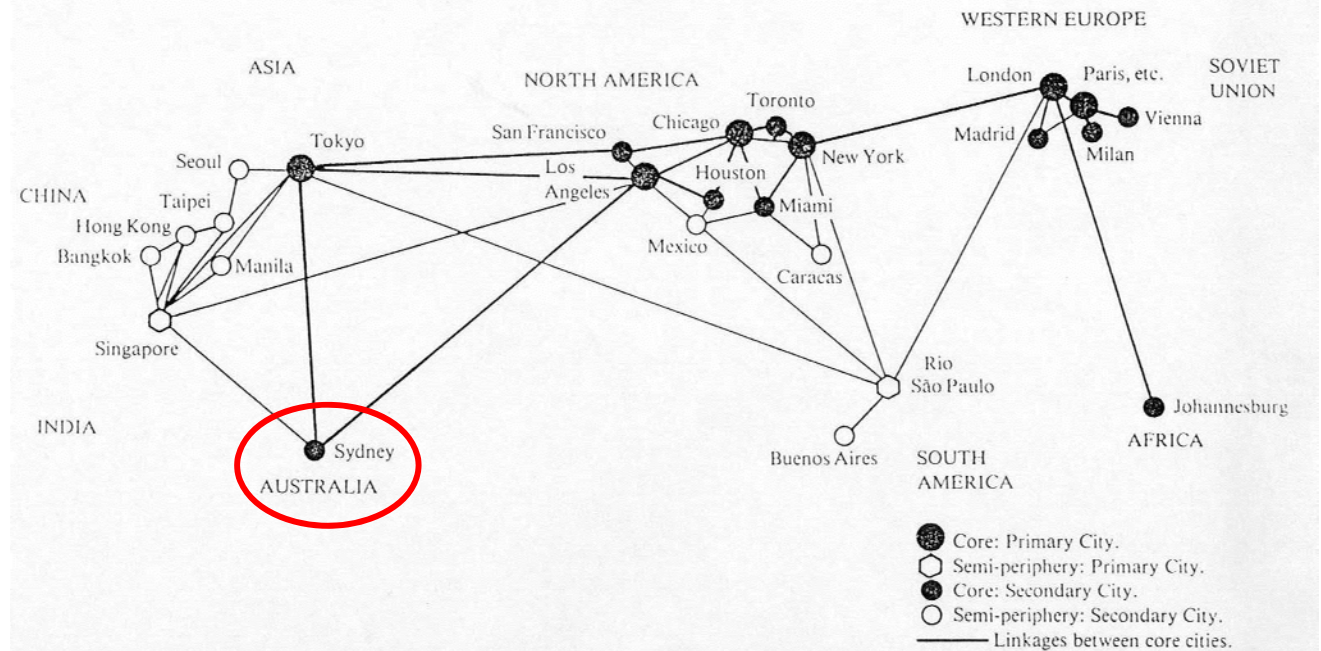 WESTERN EUROPE
ASIA
NORTH AMERICA
London
Paris, etc.
SOVIET
UNION
Toronto
Chicago
San Francisco
Tokyo
Madrid
Vienna
Milan
New York
Seoul
Los
Angeles
Houston
CHINA
Taipei
Miami
Hong Kong
Mexico
Bangkok
Manila
Caracas
Singapore
Rio
São Paulo
Johannesburg
INDIA
AFRICA
Sydney
Buenos Aires
SOUTH
AMERICA
AUSTRALIA
Core: Primary City.
Semi-periphery: Primary City.
Core: Secondary City.
Semi-periphery: Secondary City.
Linkages between core cities.